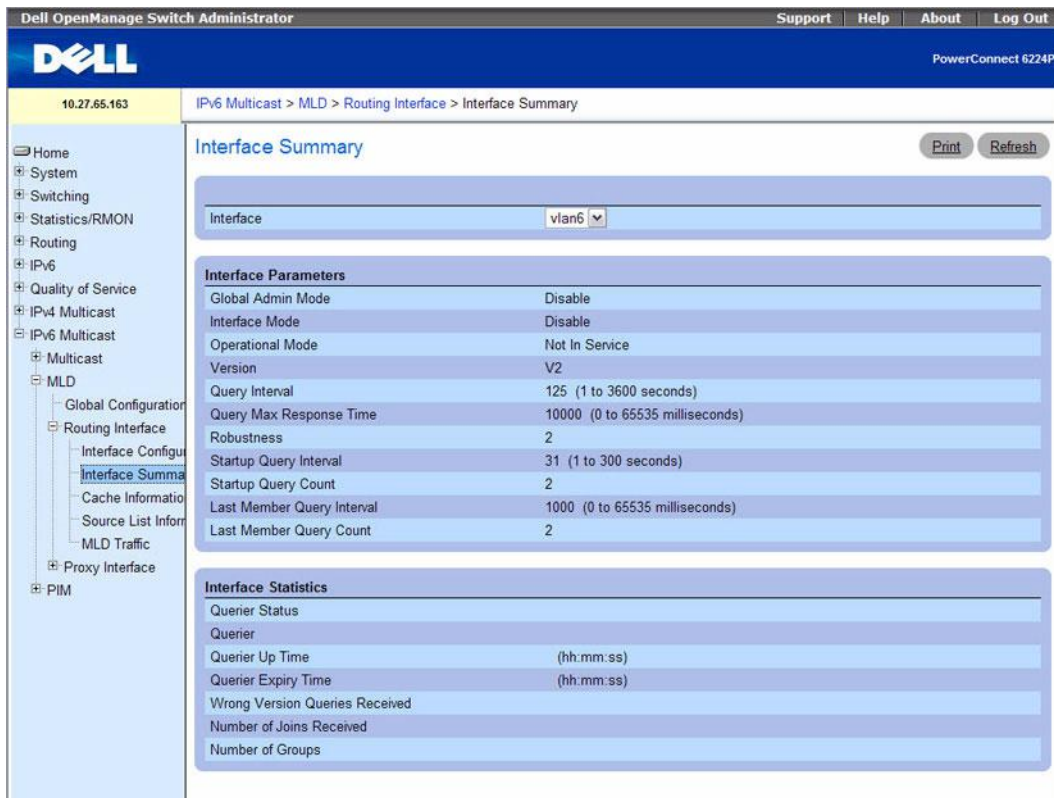 Dell OpenManage Switch Administrator Support Help About Log Out
DELL
PowerConnect 6224P
10.27.65.163
IPv6 Multicast > MLD > Routing Interface > Interface Summary
Home
System
Switching
Statistics/RMON
Routing
IPv6
Quality of Service
IPv4 Multicast
IPv6 Multicast
Multicast
MLD
Global Configuration
Routing Interface
Interface Configu
Interface Summa
Cache Informatio
Source List Inforr
MLD Traffic
Proxy Interface
PIM
Interface Summary
Print Refresh
Interface vlan6
Interface Parameters
Global Admin Mode Disable
Interface Mode Disable
Operational Mode Not In Service
Version V2
Query Interval 125 (1 to 3600 seconds)
Query Max Response Time 10000 (0 to 65535 milliseconds)
Robustness 2
Startup Query Interval 31 (1 to 300 seconds)
Startup Query Count 2
Last Member Query Interval 1000 (0 to 65535 milliseconds)
Last Member Query Count 2
Interface Statistics
Querier Status
Querier
Querier Up Time (hh:mm:ss)
Querier Expiry Time (hh:mm:ss)
Wrong Version Queries Received
Number of Joins Received
Number of Groups